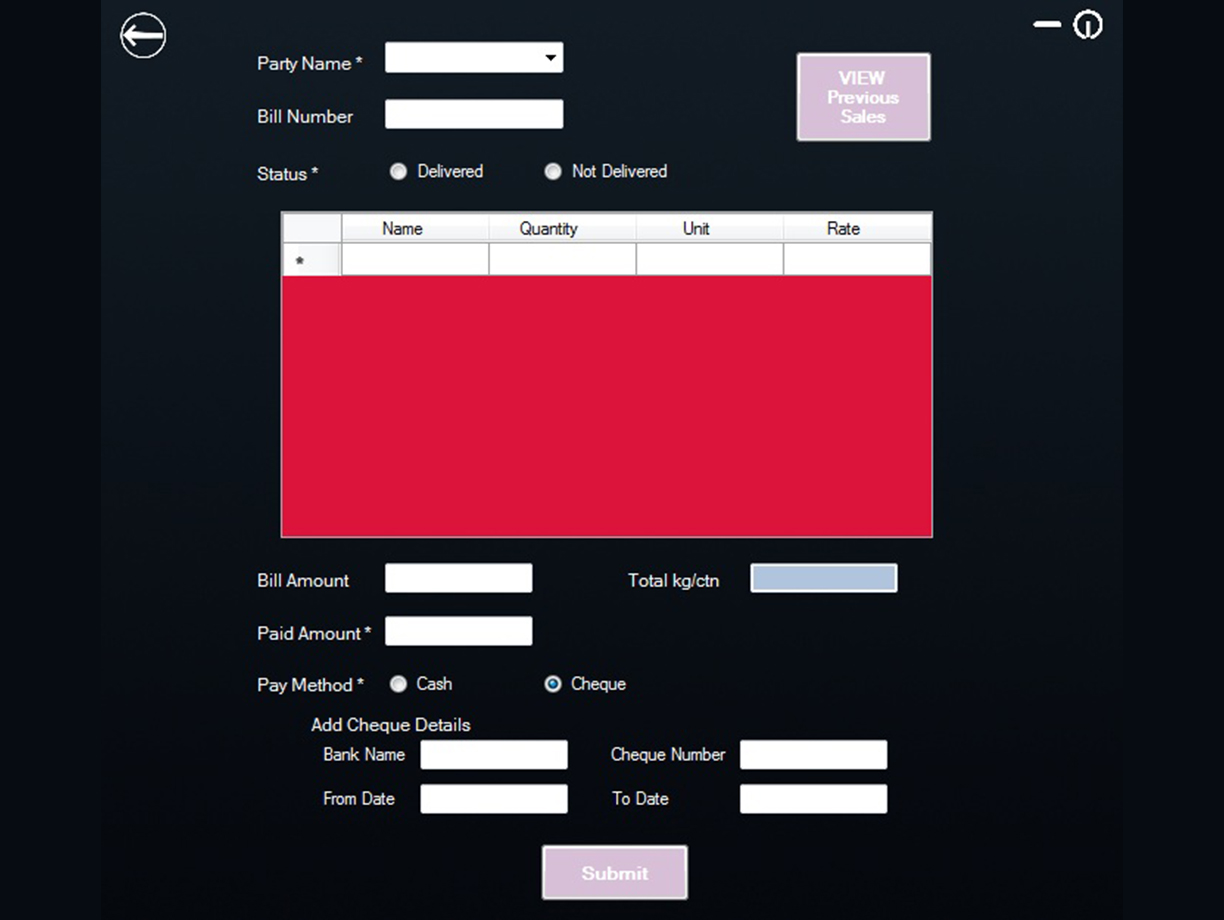 Party Name *
VIEW
Previous
Sales
Bill Number
Status * Delivered Not Delivered
Name Quantity Unit Rate
*
Bill Amount Total kg/ctn
Paid Amount *
Pay Method * Cash Cheque
Add Cheque Details
Bank Name Cheque Number
From Date To Date
Submit